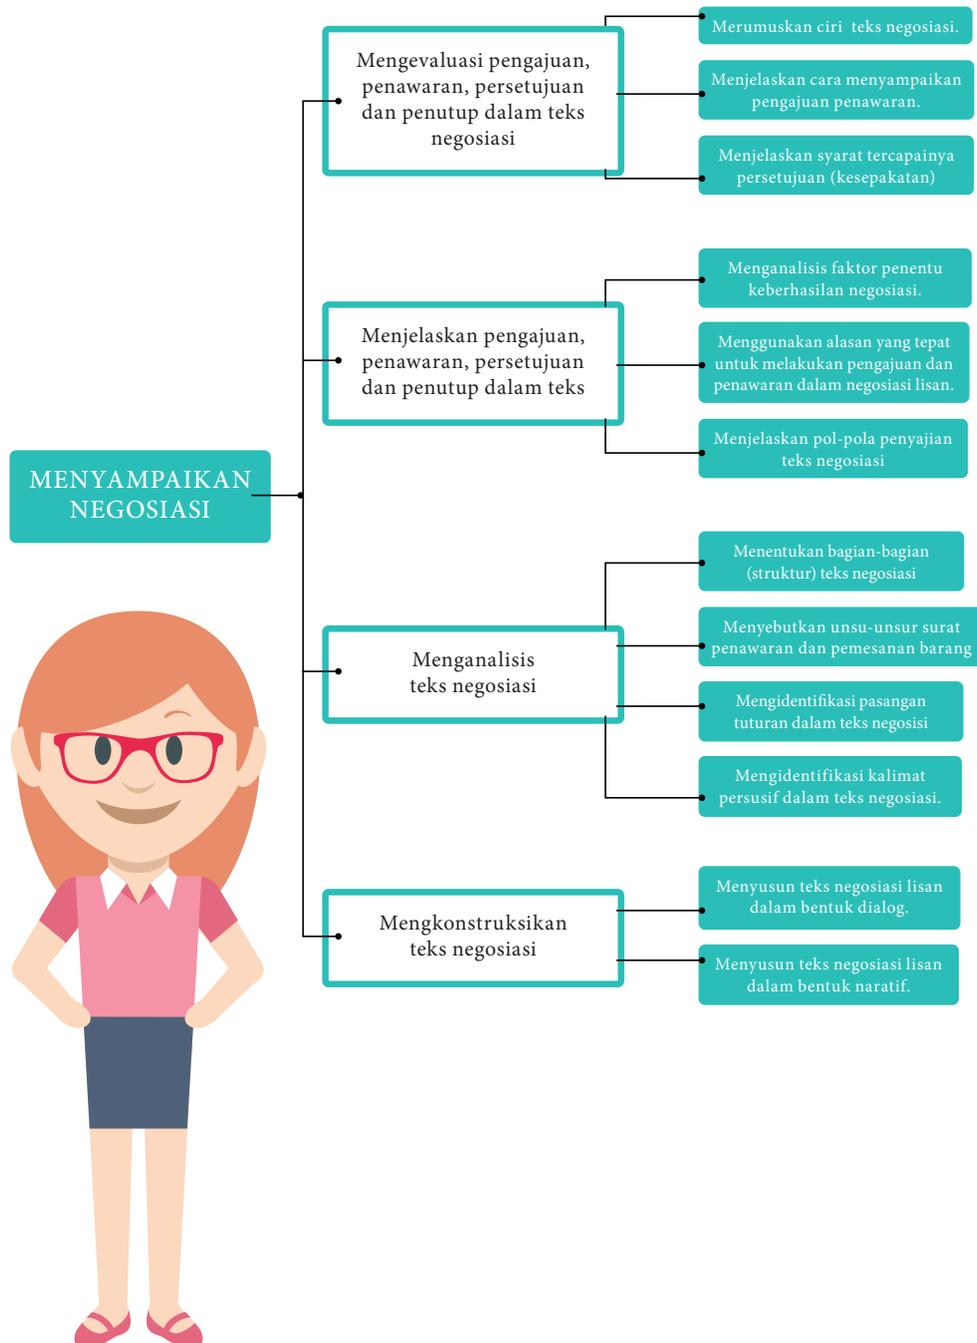 MENYAMPAIKAN
NEGOSIASI
Mengevaluasi pengajuan,
penawaran, persetujuan
dan penutup dalam teks
negosiasi
Merumuskan ciri  teks negosiasi.
Menjelaskan cara menyampaikan
pengajuan penawaran.
Menjelaskan syarat tercapainya
persetujuan (kesepakatan)
Menjelaskan pengajuan,
penawaran, persetujuan
dan penutup dalam teks
Menganalisis faktor penentu
keberhasilan negosiasi.
Menggunakan alasan yang tepat
untuk melakukan pengajuan dan
penawaran dalam negosiasi lisan.
Menjelaskan pol-pola penyajian
teks negosiasi
Menganalisis
teks negosiasi
Menentukan bagian-bagian
(struktur) teks negosiasi
Menyebutkan unsu-unsur surat
penawaran dan pemesanan barang
Mengidentifikasi pasangan
tuturan dalam teks negosisi
Mengidentifikasi kalimat
persusif dalam teks negosiasi.
Mengkonstruksikan
teks negosiasi
Menyusun teks negosiasi lisan
dalam bentuk dialog.
Menyusun teks negosiasi lisan
dalam bentuk naratif.